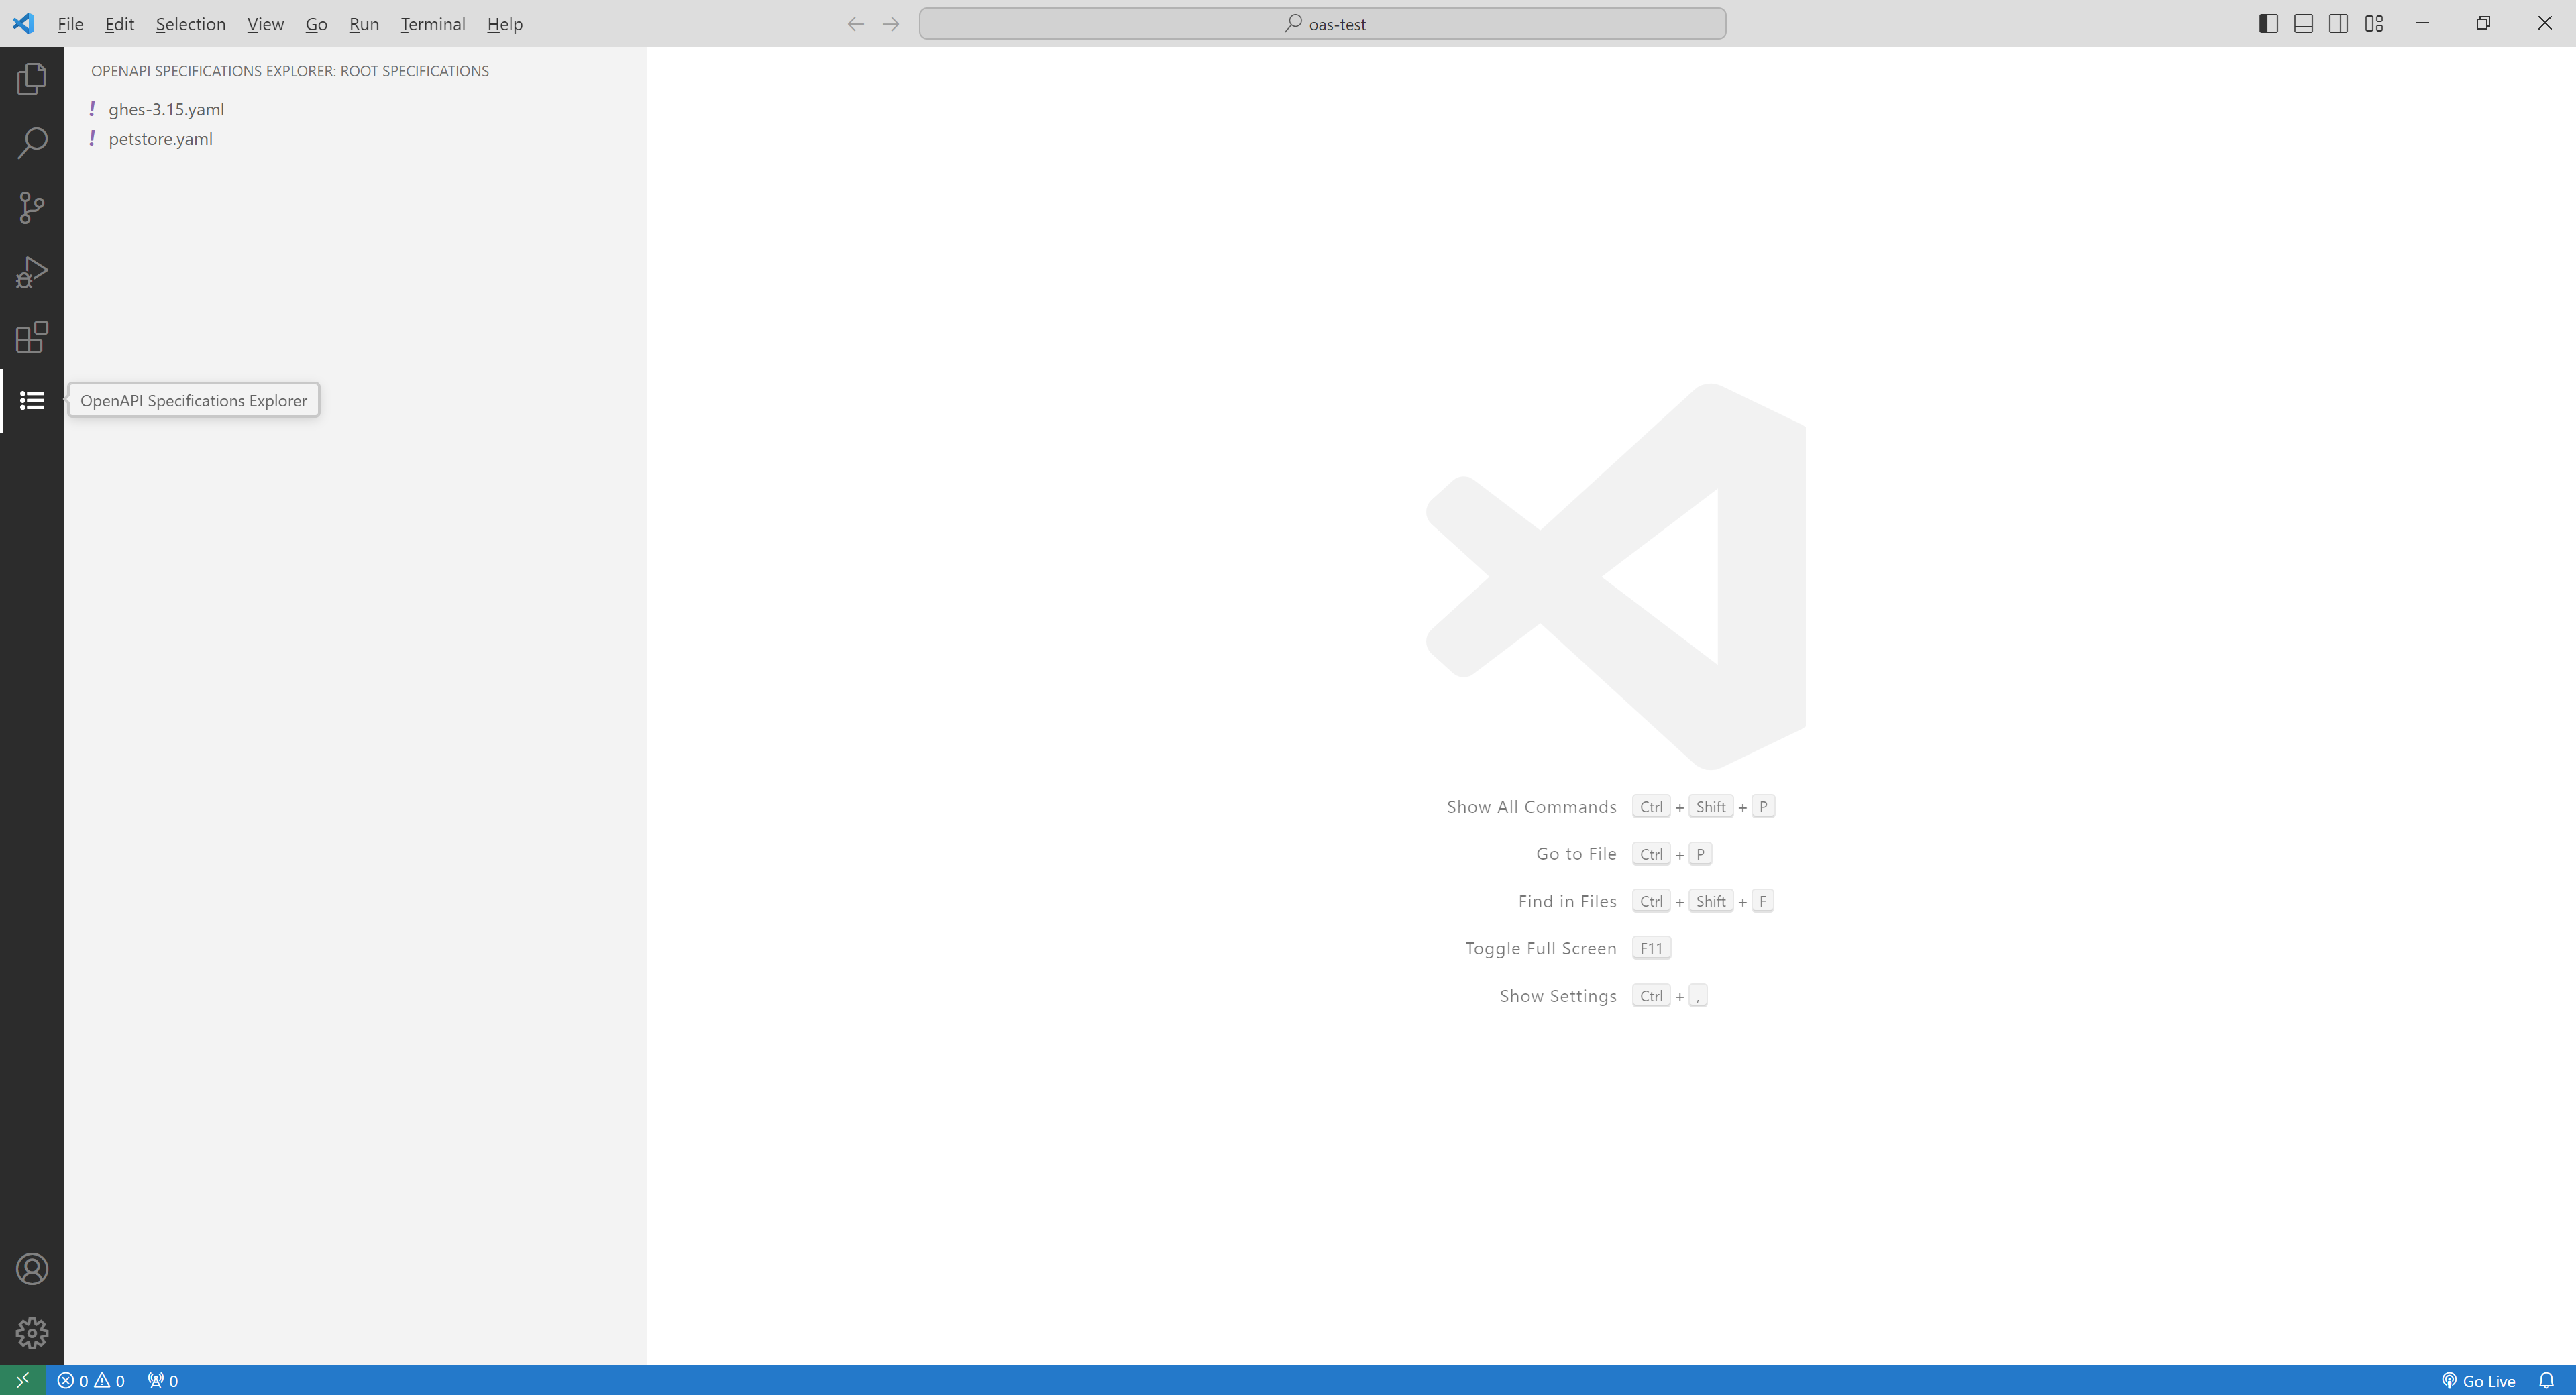 File Edit Selection View Go Run Terminal Help
oas-test
OPENAPI SPECIFICATIONS EXPLORER: ROOT SPECIFICATIONS
! ghes-3.15.yaml
! petstore.yaml
OpenAPI Specifications Explorer
Show All Commands Ctrl + Shift + P
Go to File Ctrl + P
Find in Files Ctrl + Shift + F
Toggle Full Screen F11
Show Settings Ctrl + ,
0 0 0 Go Live